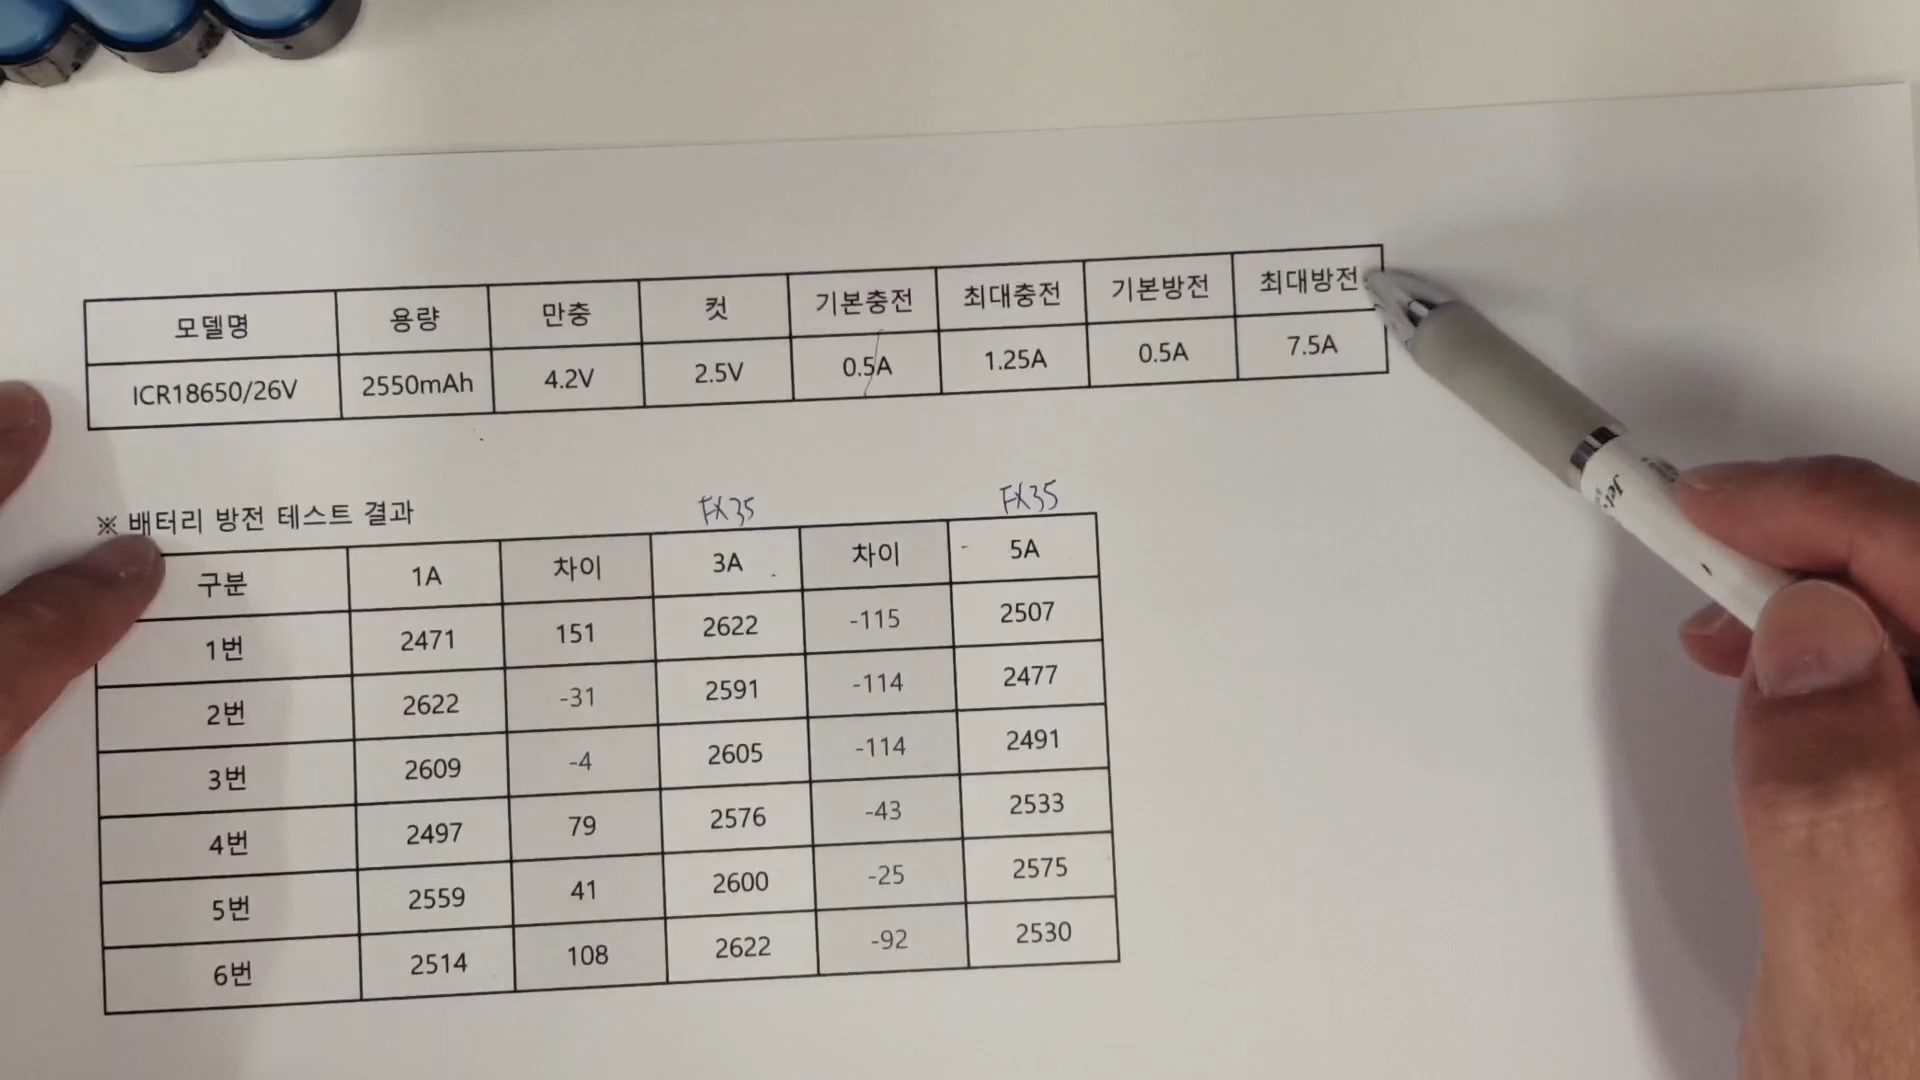 모델명 용량 만충 컷 기본충전 최대충전 기본방전 최대방전
ICR18650/26V 2550mAh 4.2V 2.5V 0.5A 1.25A 0.5A 7.5A
FX35 FX35
※ 배터리 방전 테스트 결과
구분 1A 차이 3A 차이 5A
1번 2471 151 2622 -115 2507
2번 2622 -31 2591 -114 2477
3번 2609 -4 2605 -114 2491
4번 2497 79 2576 -43 2533
5번 2559 41 2600 -25 2575
6번 2514 108 2622 -92 2530